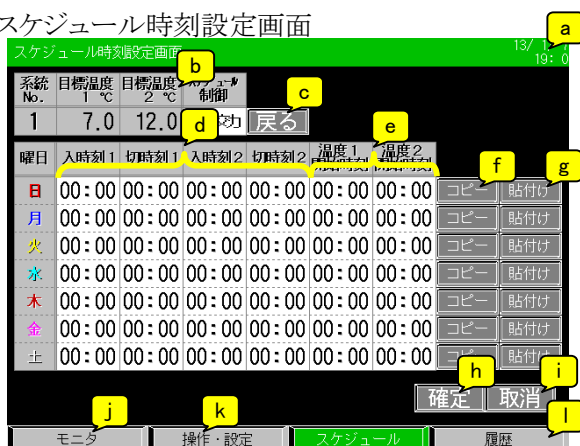 スケジュール時刻設定画面
a
スケジュール時刻設定画面
13/ 1
19: 0
b
系統 No. 目標温度 1 ℃ 目標温度 2 ℃ スケジュール 制御
c
1 7.0 12.0 効 戻る
d e
曜日 入時刻1 切時刻1 入時刻2 切時刻2 温度1 温度2
f g
日 00:00 00:00 00:00 00:00 00:00 00:00 コピー 貼付け
月 00:00 00:00 00:00 00:00 00:00 00:00 コピー 貼付け
火 00:00 00:00 00:00 00:00 00:00 00:00 コピー 貼付け
水 00:00 00:00 00:00 00:00 00:00 00:00 コピー 貼付け
木 00:00 00:00 00:00 00:00 00:00 00:00 コピー 貼付け
金 00:00 00:00 00:00 00:00 00:00 00:00 コピー 貼付け
土 00:00 00:00 00:00 00:00 00:00 00:00 コピー 貼付け
h i
確定 取消
j k l
モニタ 操作・設定 スケジュール 履歴